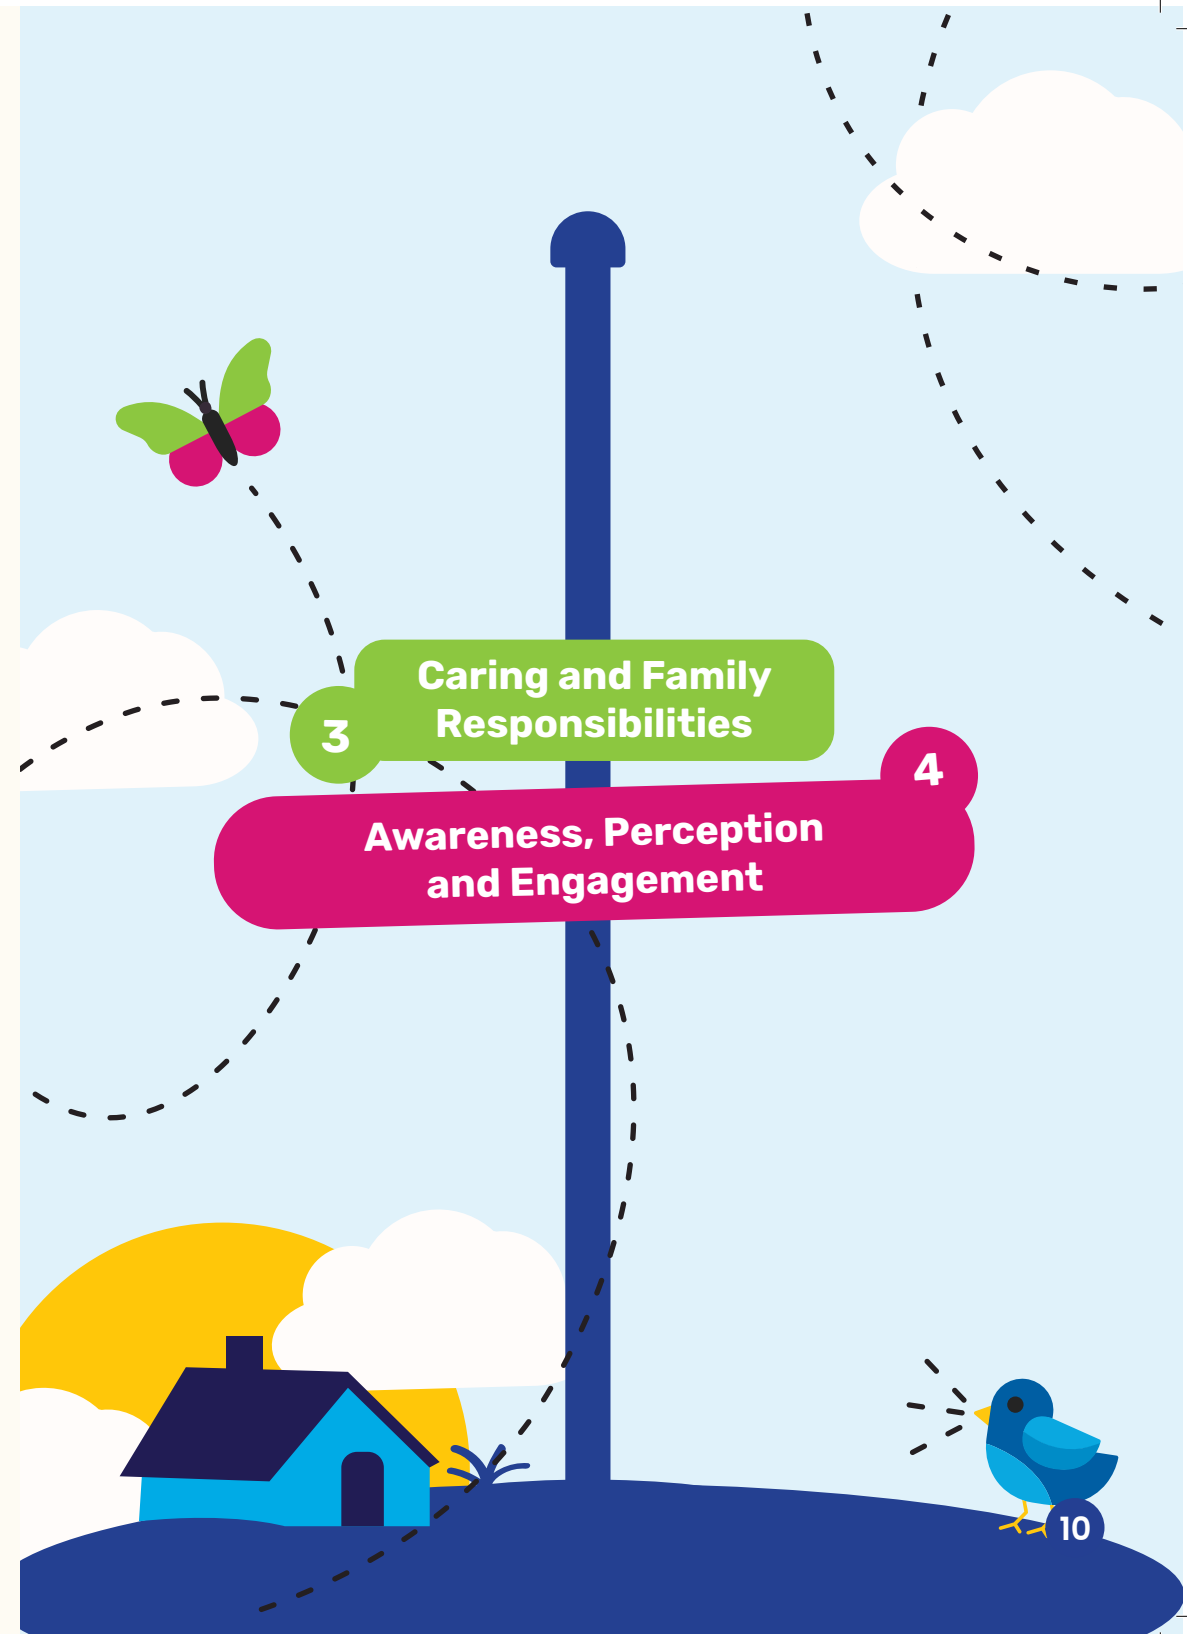 3
Caring and Family
Responsibilities
4
Awareness, Perception
and Engagement
10